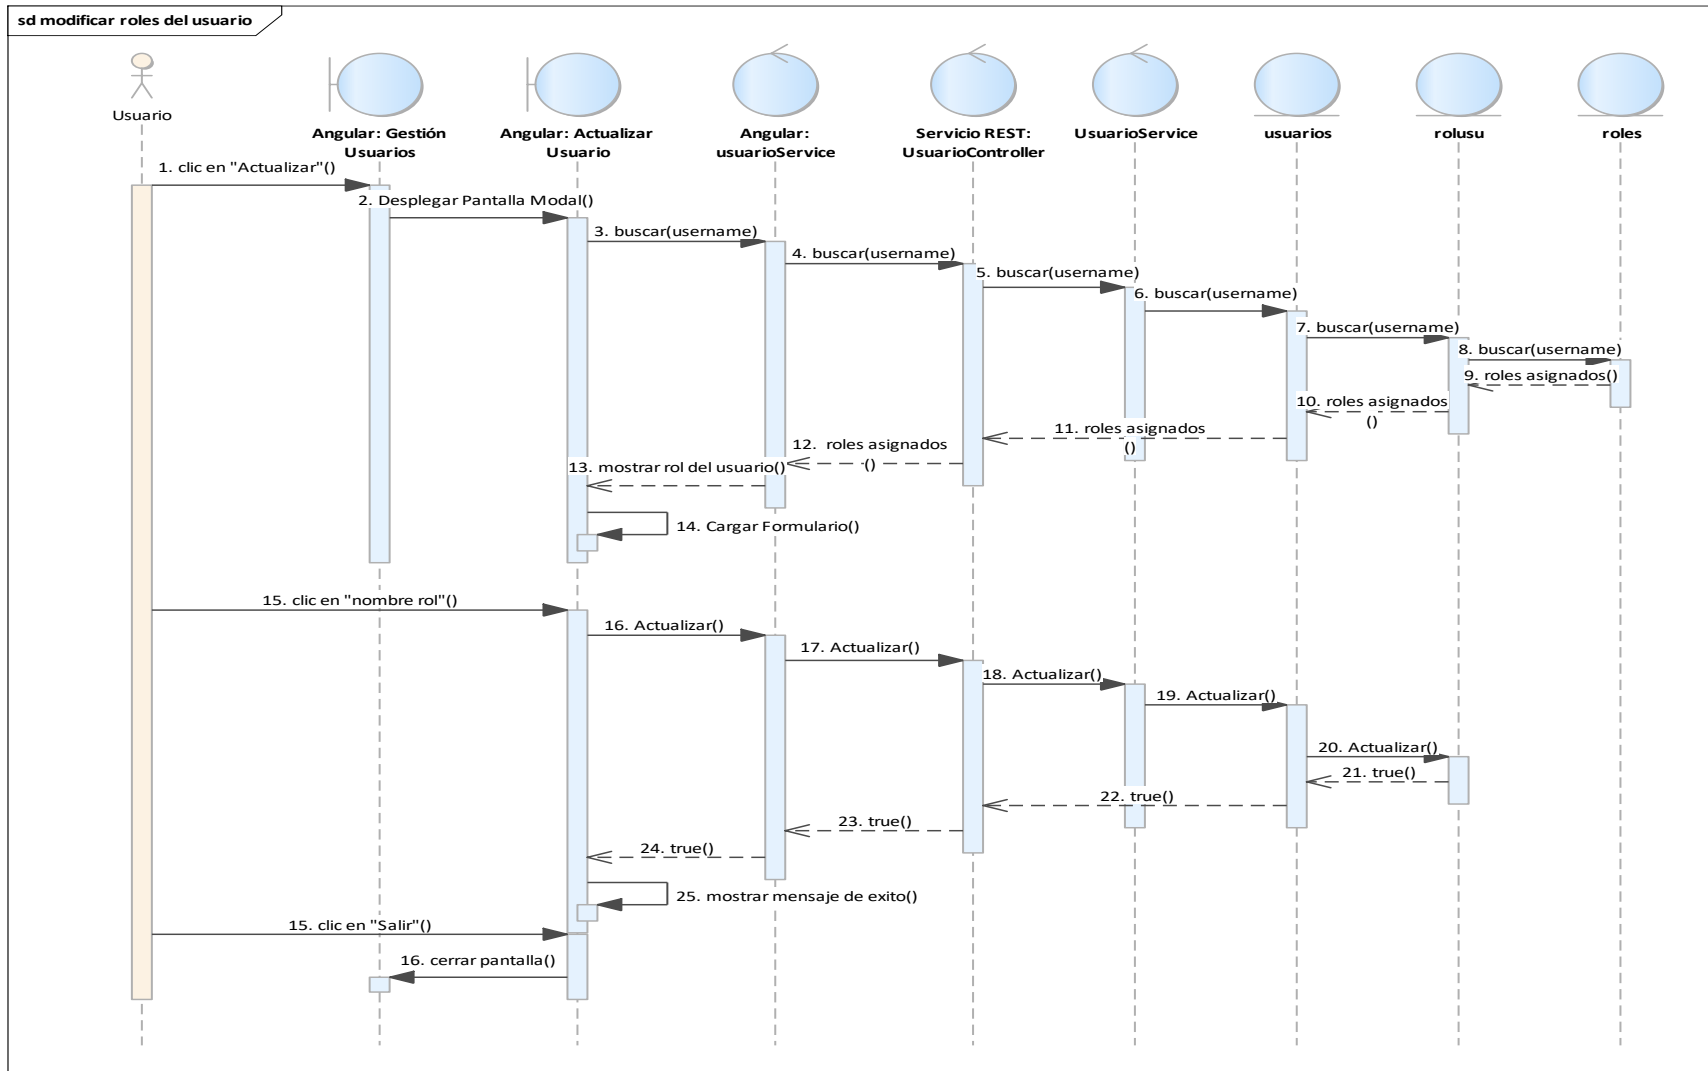 sd modificar roles del usuario
Usuario
Angular: Gestión
Usuarios
Angular: Actualizar
Usuario
Angular:
usuarioService
Servicio REST:
UsuarioController
UsuarioService
usuarios
rolusu
roles
1. clic en "Actualizar"()
2. Desplegar Pantalla Modal()
3. buscar(username)
4. buscar(username)
5. buscar(username)
6. buscar(username)
7. buscar(username)
8. buscar(username)
9. roles asignados()
10. roles asignados
()
11. roles asignados
()
12. roles asignados
()
13. mostrar rol del usuario()
14. Cargar Formulario()
15. clic en "nombre rol"()
16. Actualizar()
17. Actualizar()
18. Actualizar()
19. Actualizar()
20. Actualizar()
21. true()
22. true()
23. true()
24. true()
25. mostrar mensaje de exito()
15. clic en "Salir"()
16. cerrar pantalla()